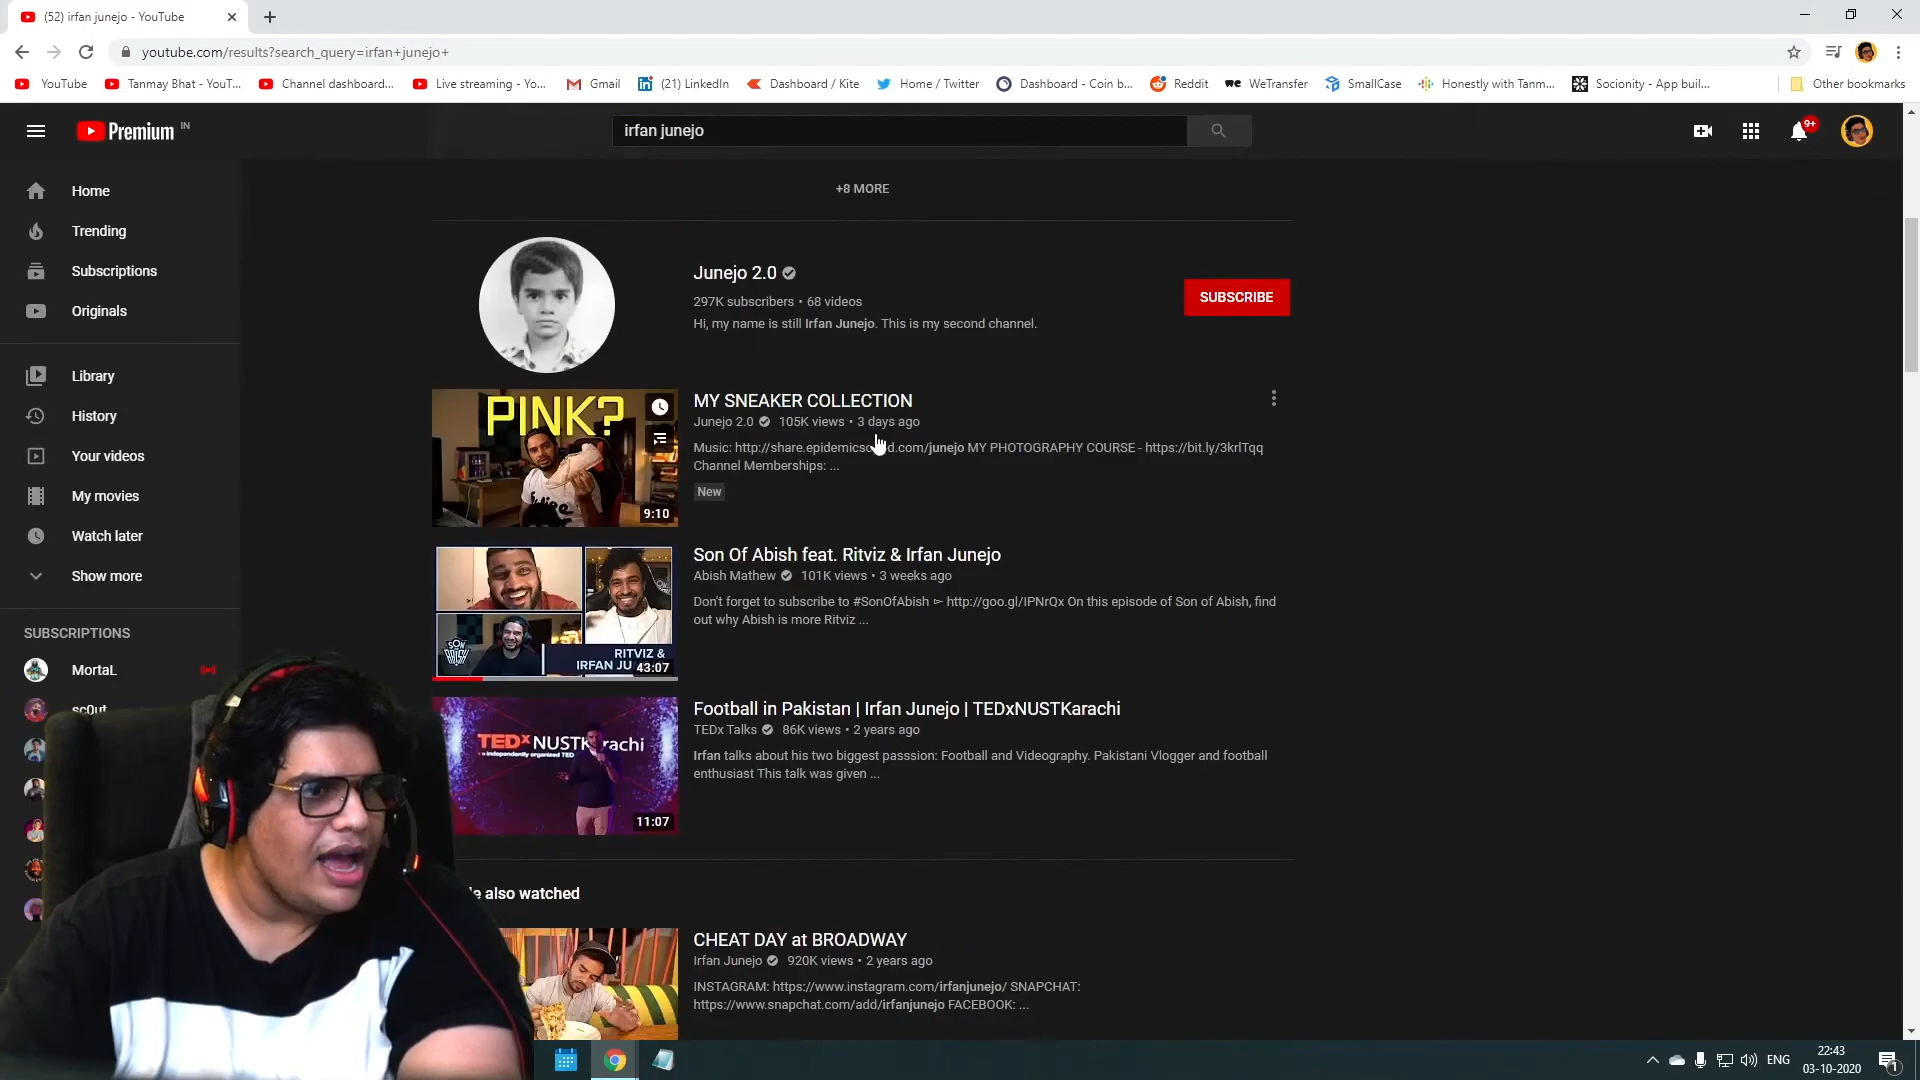 (52) irfan junejo - YouTube
youtube.com/results?search_query=irfan+junejo+
YouTube Tanmay Bhat - YouT... Channel dashboard... Live streaming - Yo... Gmail (21) LinkedIn Dashboard / Kite Home / Twitter Dashboard - Coin b... Reddit WeTransfer SmallCase Honestly with Tanm... Socionity - App buil... Other bookmarks
Premium IN
irfan junejo
9+
Home
Trending
Subscriptions
Originals
Library
History
Your videos
My movies
Watch later
Show more
SUBSCRIPTIONS
MortaL
sc0ut
+8 MORE
Junejo 2.0
297K subscribers • 68 videos
Hi, my name is still Irfan Junejo. This is my second channel.
SUBSCRIBE
PINK?
9:10
MY SNEAKER COLLECTION
Junejo 2.0 105K views • 3 days ago
Music: http://share.epidemicso d.com/junejo MY PHOTOGRAPHY COURSE - https://bit.ly/3krlTqq
Channel Memberships: ...
New
SON
ABISH
RITVIZ &
IRFAN JU
43:07
Son Of Abish feat. Ritviz & Irfan Junejo
Abish Mathew 101K views • 3 weeks ago
Don't forget to subscribe to #SonOfAbish ► http://goo.gl/IPNrQx On this episode of Son of Abish, find
out why Abish is more Ritviz ...
TEDx NUSTKarachi
11:07
Football in Pakistan | Irfan Junejo | TEDxNUSTKarachi
TEDx Talks 86K views • 2 years ago
Irfan talks about his two biggest passsion: Football and Videography. Pakistani Vlogger and football
enthusiast This talk was given ...
also watched
CHEAT DAY at BROADWAY
Irfan Junejo 920K views • 2 years ago
INSTAGRAM: https://www.instagram.com/irfanjunejo/ SNAPCHAT:
https://www.snapchat.com/add/irfanjunejo FACEBOOK: ...
ENG
22:43
03-10-2020
1